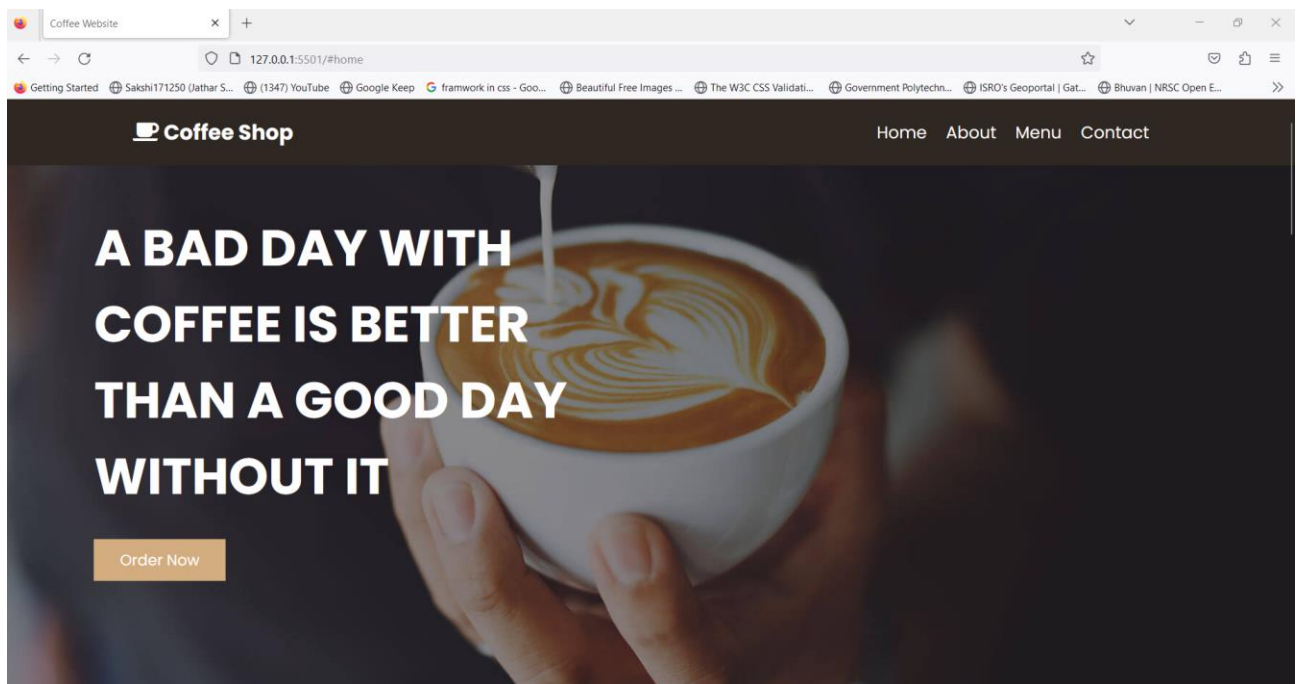 Coffee Website
127.0.0.1:5501/#home
Getting Started Sakshi171250 (Jathar S... (1347) YouTube Google Keep framwork in css - Goo... Beautiful Free Images ... The W3C CSS Validati... Government Polytechn... ISRO's Geoportal | Gat... Bhuvan | NRSC Open E...
Coffee Shop Home About Menu Contact
A BAD DAY WITH
COFFEE IS BETTER
THAN A GOOD DAY
WITHOUT IT
Order Now